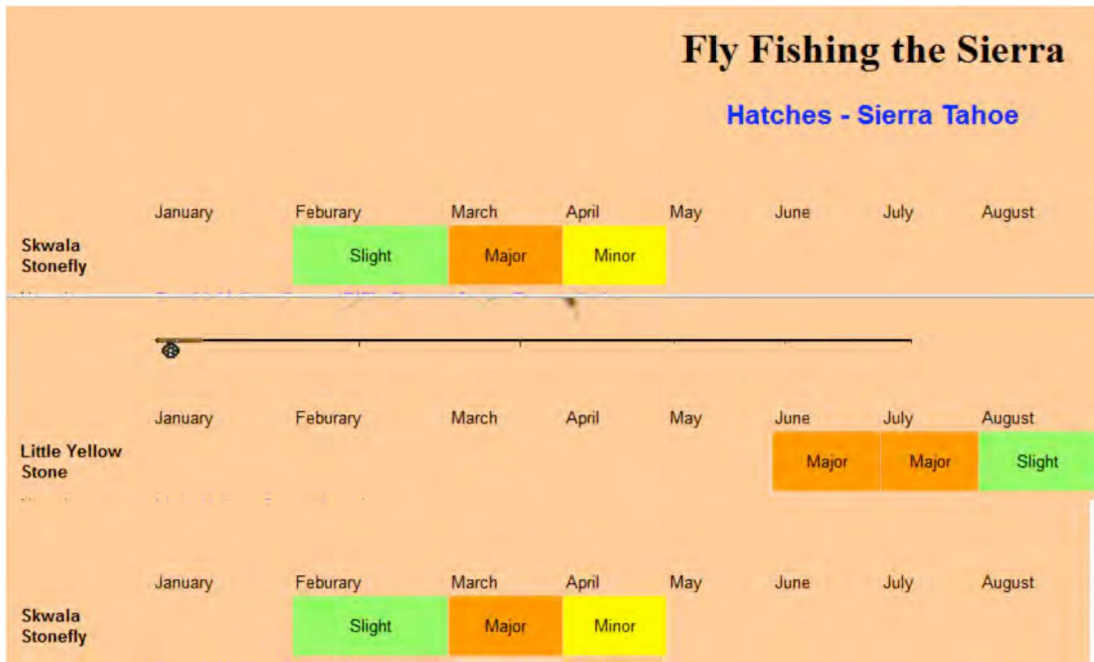 Fly Fishing the Sierra
Hatches - Sierra Tahoe
January Feburary March April May June July August
Skwala
Stonefly
Slight Major Minor
January Feburary March April May June July August
Little Yellow
Stone
Major Major Slight
January Feburary March April May June July August
Skwala
Stonefly
Slight Major Minor